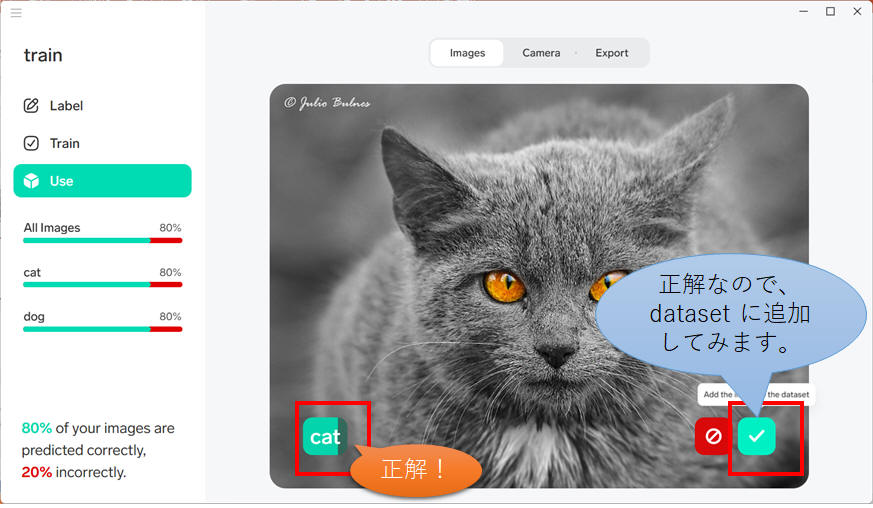 train
Label
Train
Use
All Images 80%
cat 80%
dog 80%
80% of your images are
predicted correctly,
20% incorrectly.
Images Camera Export
© Julio Bulnes
正解なので、
dataset に追加
してみます。
Add the the dataset
cat
正解！